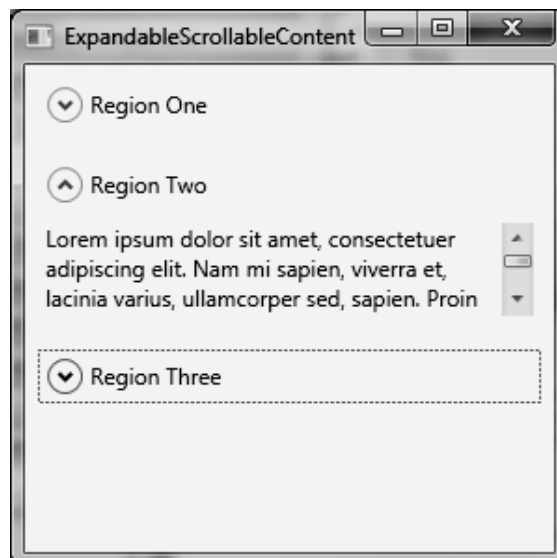 ExpandableScrollableContent
Region One
Region Two
Lorem ipsum dolor sit amet, consectetuer
adipiscing elit. Nam mi sapien, viverra et,
lacinia varius, ullamcorper sed, sapien. Proin
Region Three